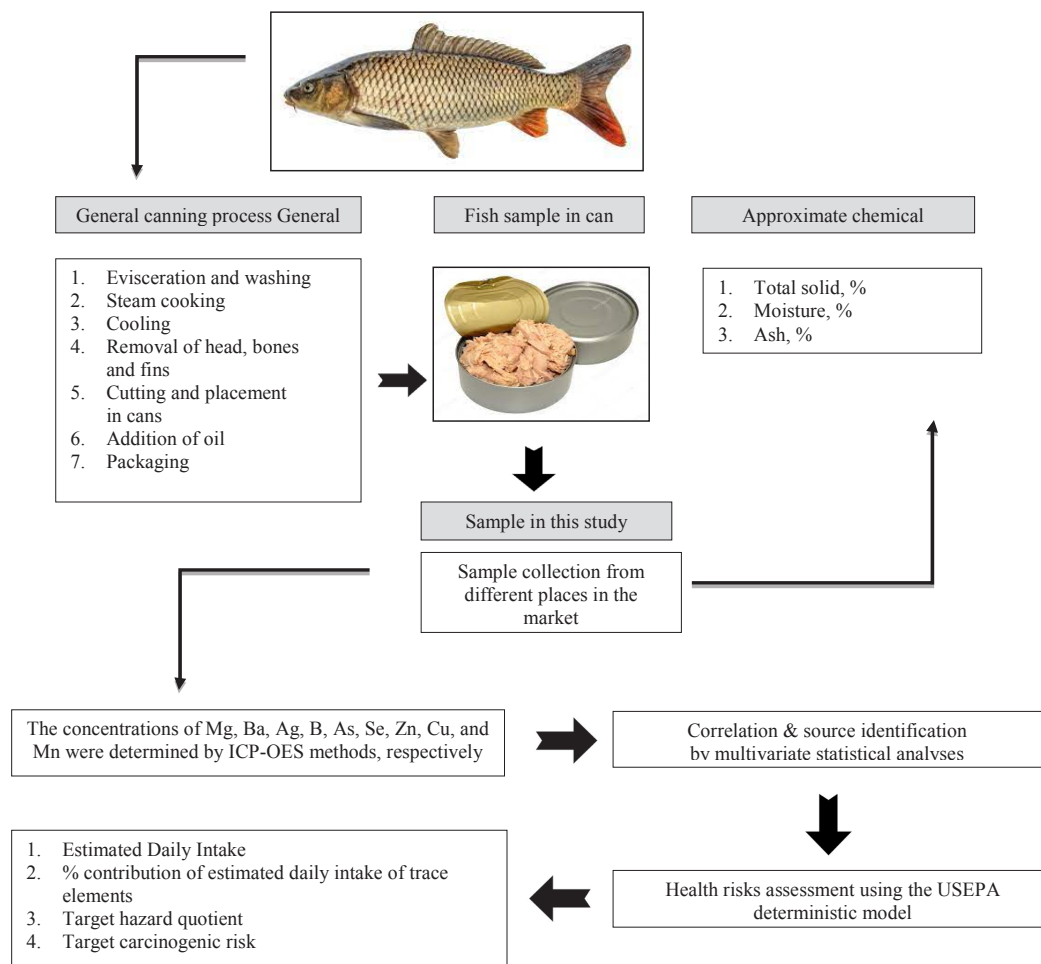 General canning process General
Fish sample in can
Approximate chemical
1. Evisceration and washing
2. Steam cooking
3. Cooling
4. Removal of head, bones
and fins
5. Cutting and placement
in cans
6. Addition of oil
7. Packaging
1. Total solid, %
2. Moisture, %
3. Ash, %
Sample in this study
Sample collection from
different places in the
market
The concentrations of Mg, Ba, Ag, B, As, Se, Zn, Cu, and
Mn were determined by ICP-OES methods, respectively
Correlation & source identification
by multivariate statistical analyses
1. Estimated Daily Intake
2. % contribution of estimated daily intake of trace
elements
3. Target hazard quotient
4. Target carcinogenic risk
Health risks assessment using the USEPA
deterministic model